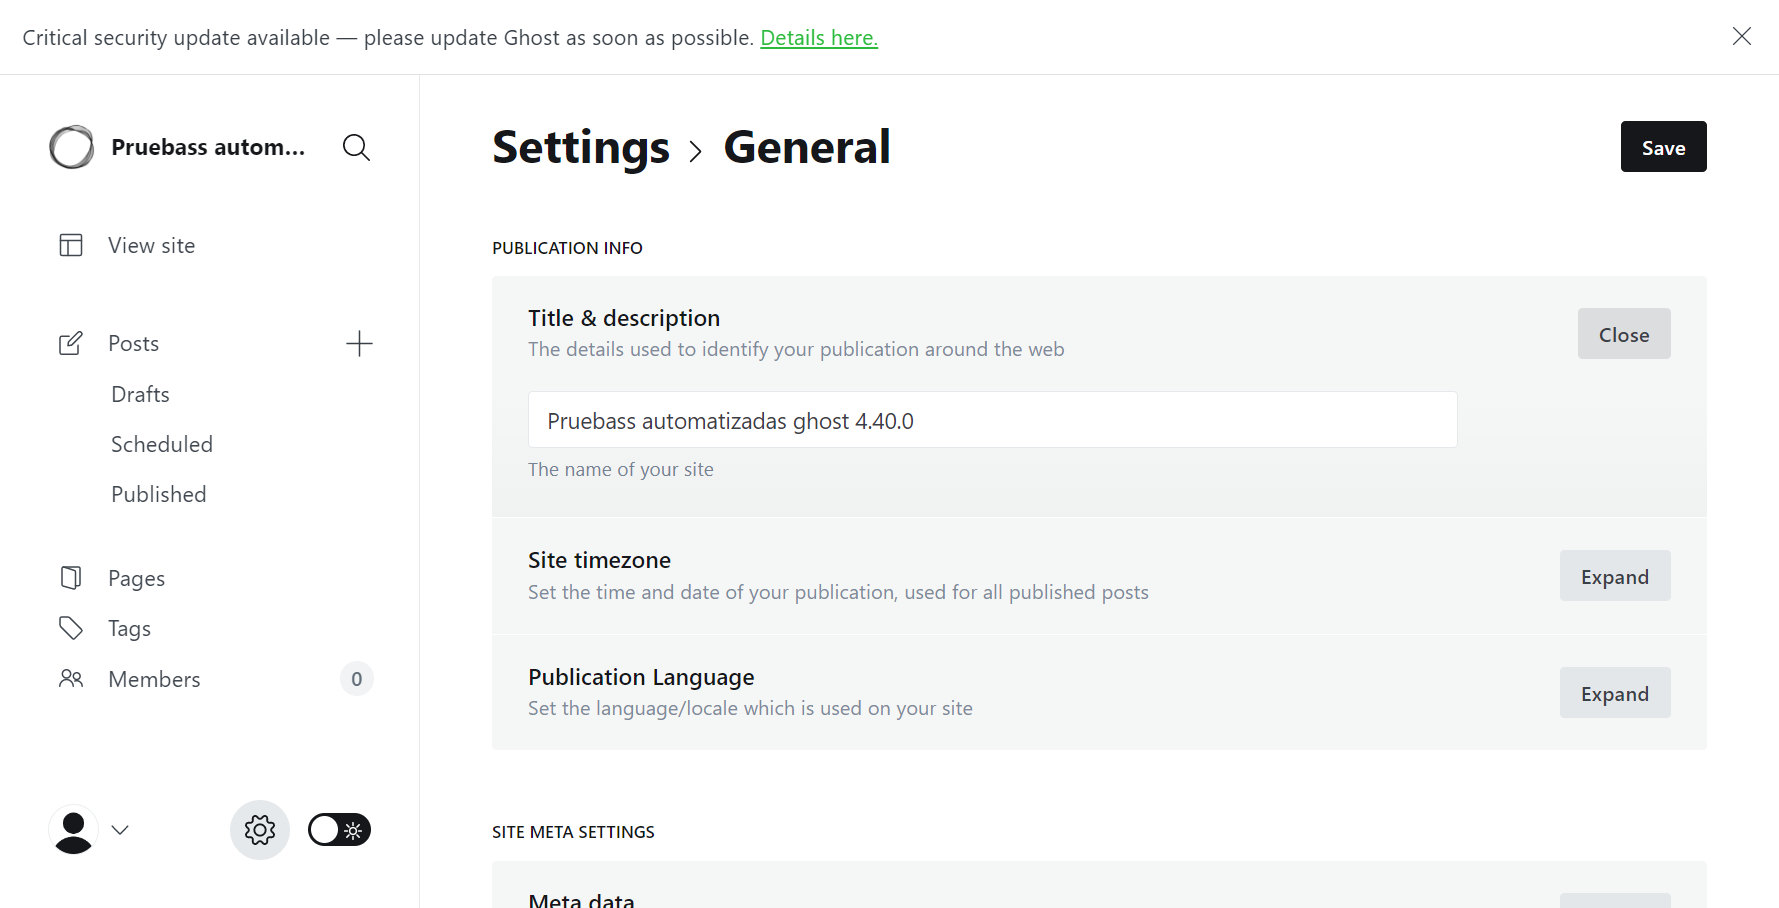 Critical security update available — please update Ghost as soon as possible. Details here.
Pruebass autom...
View site
Posts
Drafts
Scheduled
Published
Pages
Tags
Members
0
Settings > General
Save
PUBLICATION INFO
Title & description
The details used to identify your publication around the web
Close
Pruebass automatizadas ghost 4.40.0
The name of your site
Site timezone
Set the time and date of your publication, used for all published posts
Expand
Publication Language
Set the language/locale which is used on your site
Expand
SITE META SETTINGS
Meta data